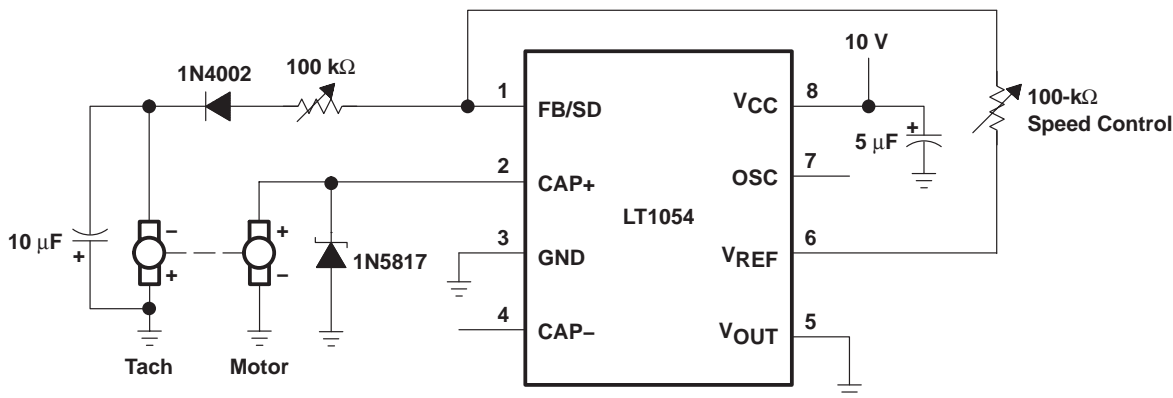 10 V
1N4002
100 kΩ
1
FB/SD
VCC
8
100-kΩ
Speed Control
+
5 μF
2
CAP+
OSC
7
LT1054
10 μF
+
−
+
+
−
1N5817
3
GND
VREF
6
4
CAP−
VOUT
5
Tach
Motor